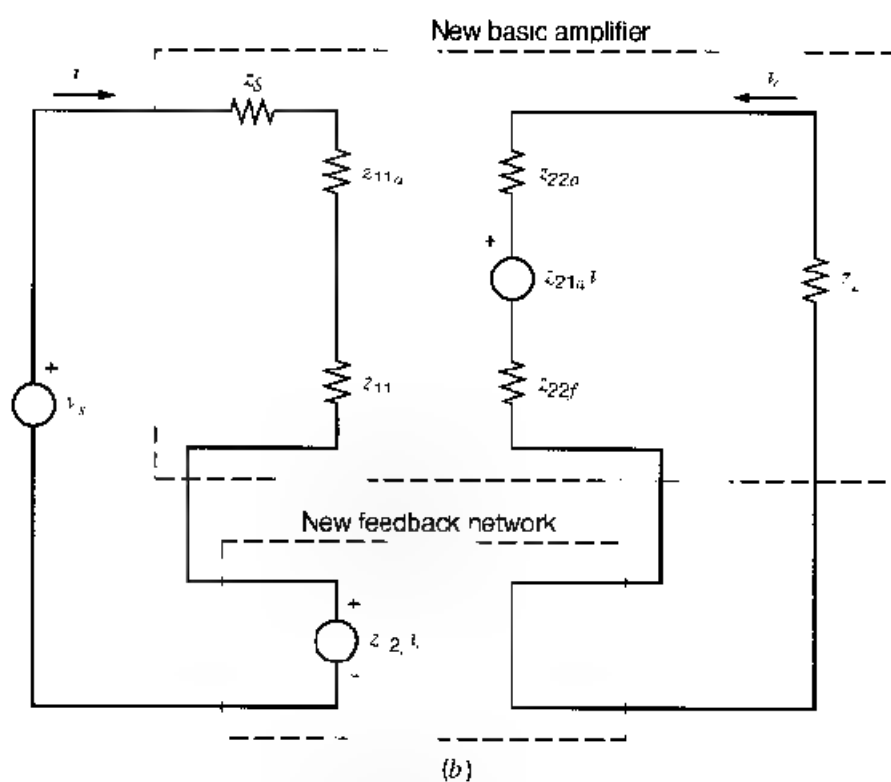 New basic amplifier
z_S
z_11a
z_22a
+
z_21a
z_22f
z_11
+
v_s
New feedback network
+
-
(b)